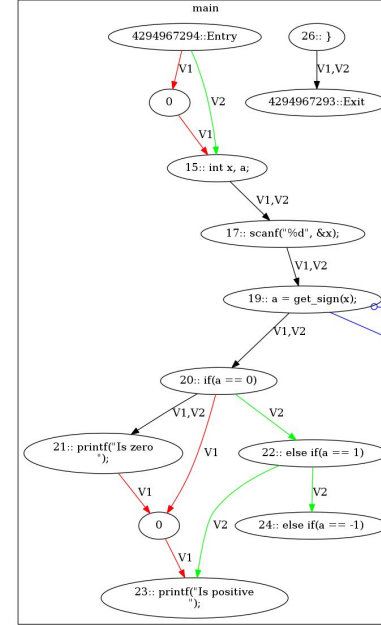 main
4294967294::Entry
26:: }
V1
V1,V2
0
V2
4294967293::Exit
V1
15:: int x, a;
V1,V2
17:: scanf("%d", &x);
V1,V2
19:: a = get_sign(x);
V1,V2
20:: if(a == 0)
V1,V2
V2
21:: printf("Is zero
");
V1
22:: else if(a == 1)
V1
V2
0
V2
24:: else if(a == -1)
V1
23:: printf("Is positive
");